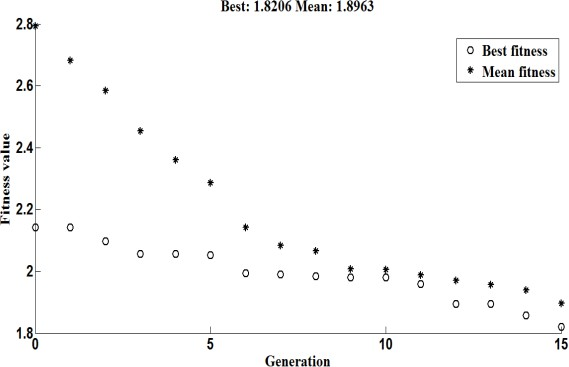 Best: 1.8206 Mean: 1.8963
Best fitness
Mean fitness
Fitness value
2.8
2.6
2.4
2.2
2
1.8
0 5 10 15
Generation